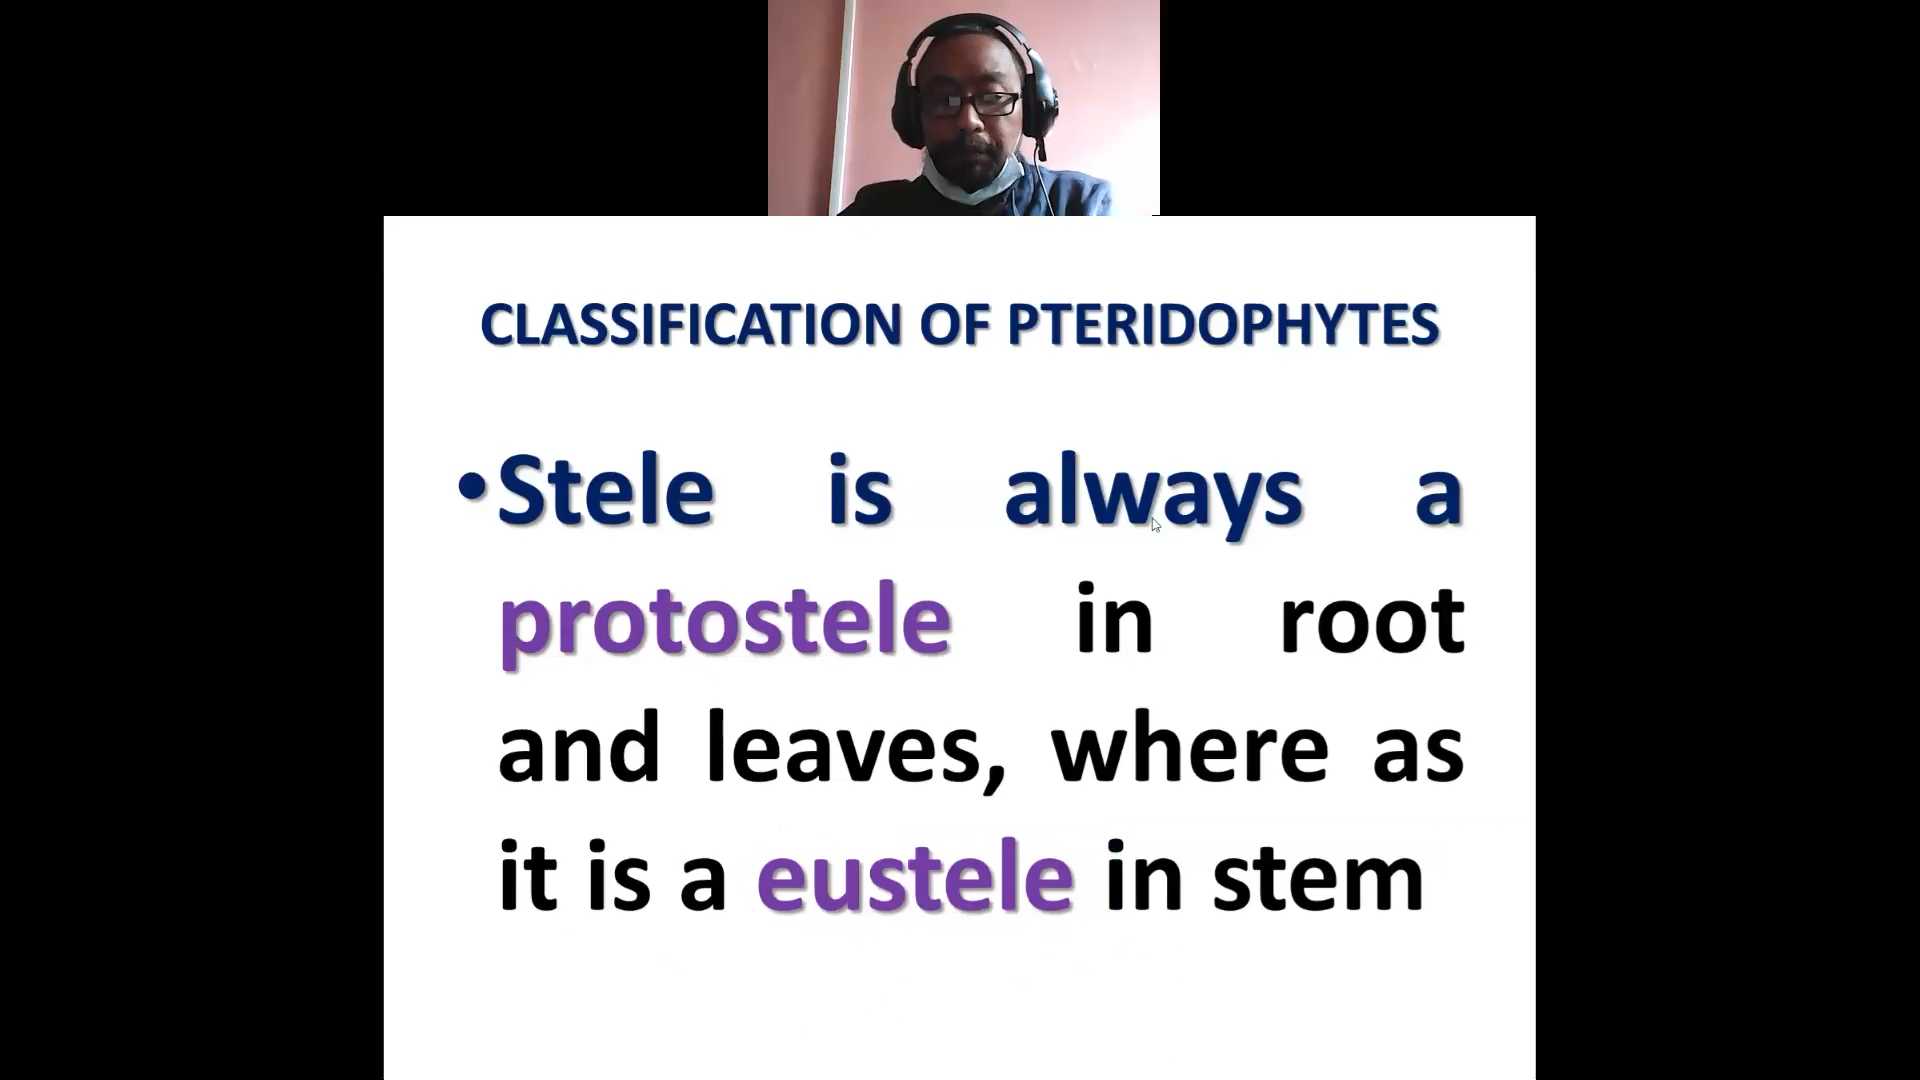 CLASSIFICATION OF PTERIDOPHYTES
•Stele is always a
protostele in root
and leaves, where as
it is a eustele in stem